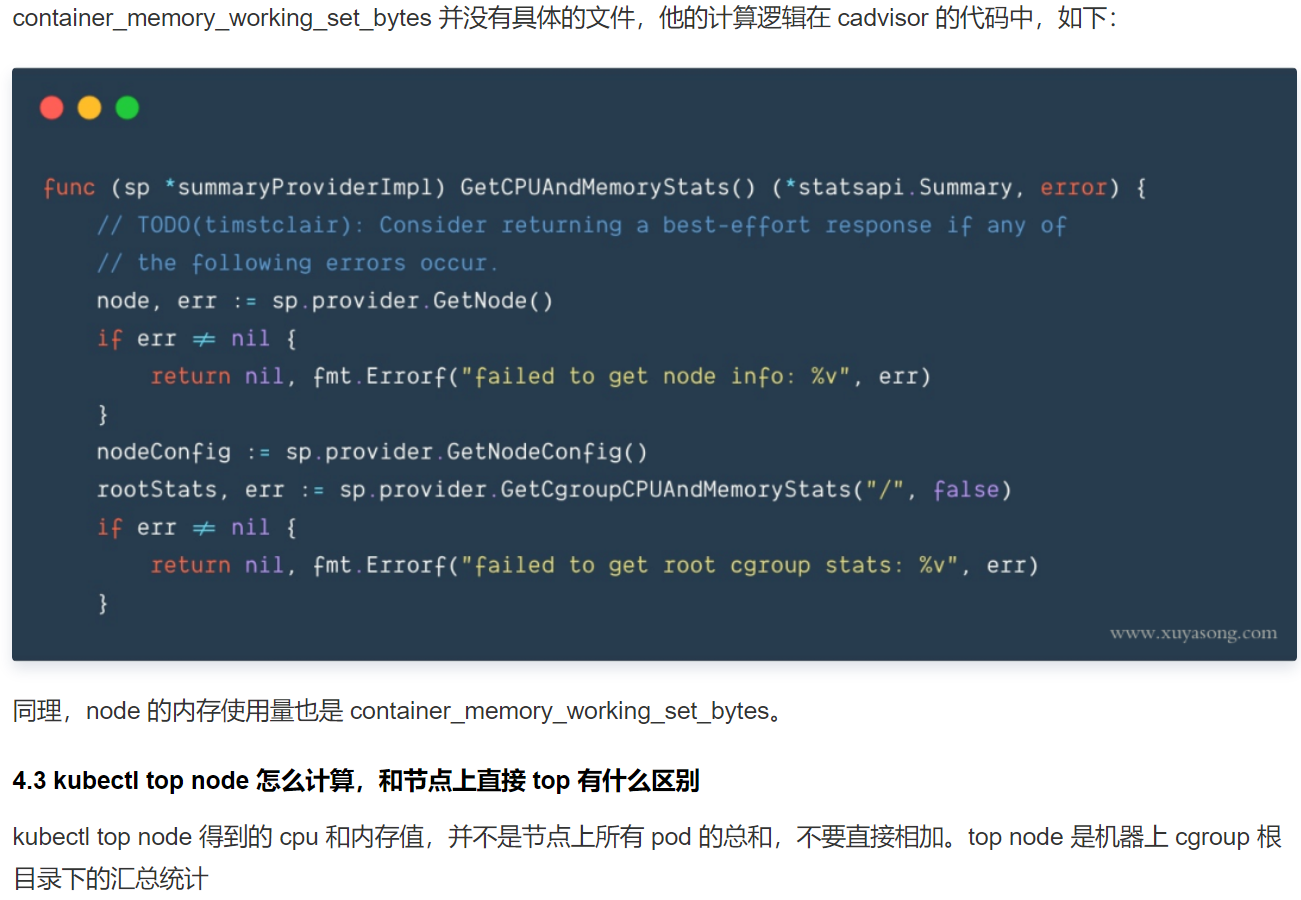 container_memory_working_set_bytes 并没有具体的文件，他的计算逻辑在 cadvisor 的代码中，如下：
func (sp *summaryProviderImpl) GetCPUAndMemoryStats() (*statsapi.Summary, error) {
    // TODO(timstclair): Consider returning a best-effort response if any of
    // the following errors occur.
    node, err := sp.provider.GetNode()
    if err ≠ nil {
        return nil, fmt.Errorf("failed to get node info: %v", err)
    }
    nodeConfig := sp.provider.GetNodeConfig()
    rootStats, err := sp.provider.GetCgroupCPUAndMemoryStats("/", false)
    if err ≠ nil {
        return nil, fmt.Errorf("failed to get root cgroup stats: %v", err)
    }
www.xuyasong.com
同理，node 的内存使用量也是 container_memory_working_set_bytes。
4.3 kubectl top node 怎么计算，和节点上直接 top 有什么区别
kubectl top node 得到的 cpu 和内存值，并不是节点上所有 pod 的总和，不要直接相加。top node 是机器上 cgroup 根
目录下的汇总统计